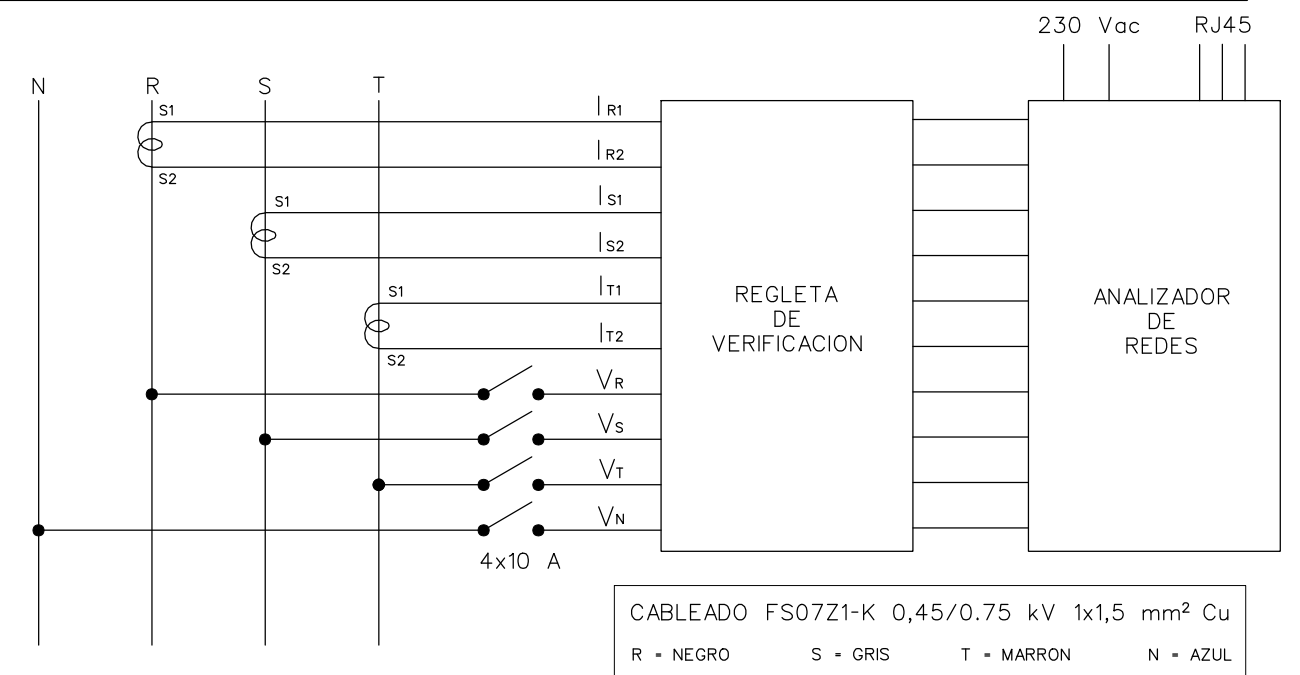 230 Vac RJ45
N R S T
S1 IR1
S2 IR2
S1 IS1
S2 IS2
S1 IT1
S2 IT2
VR
VS
VT
VN
4x10 A
REGLETA
DE
VERIFICACION
ANALIZADOR
DE
REDES
CABLEADO FS07Z1-K 0,45/0.75 kV 1x1,5 mm² Cu
R = NEGRO S = GRIS T = MARRON N = AZUL